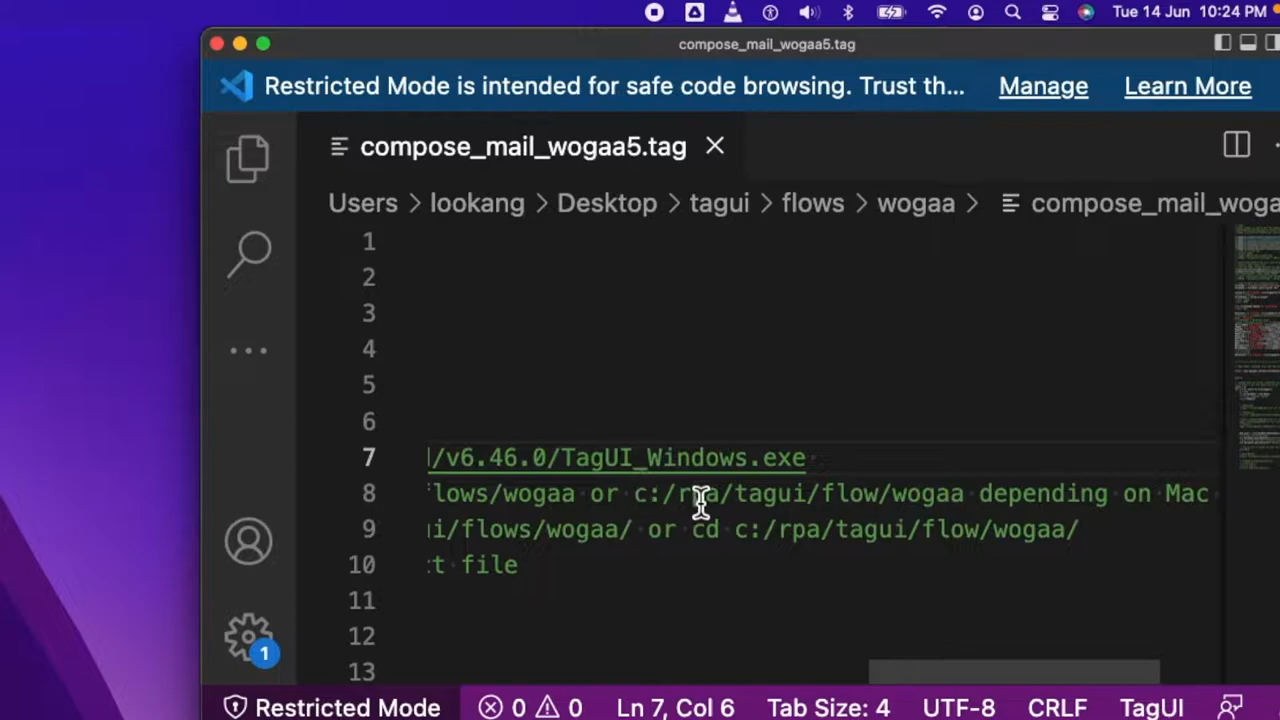 Tue 14 Jun 10:24 PM
compose_mail_wogaa5.tag
Restricted Mode is intended for safe code browsing. Trust th... Manage Learn More
compose_mail_wogaa5.tag
Users > lookang > Desktop > tagui > flows > wogaa > compose_mail_woga
1
2
3
4
5
6
7 l/v6.46.0/TagUI_Windows.exe
8 flows/wogaa or c:/rpa/tagui/flow/wogaa depending on Mac
9 ui/flows/wogaa/ or cd c:/rpa/tagui/flow/wogaa/
10 t file
11
12
13
1
Restricted Mode 0 0 Ln 7, Col 6 Tab Size: 4 UTF-8 CRLF TagUI